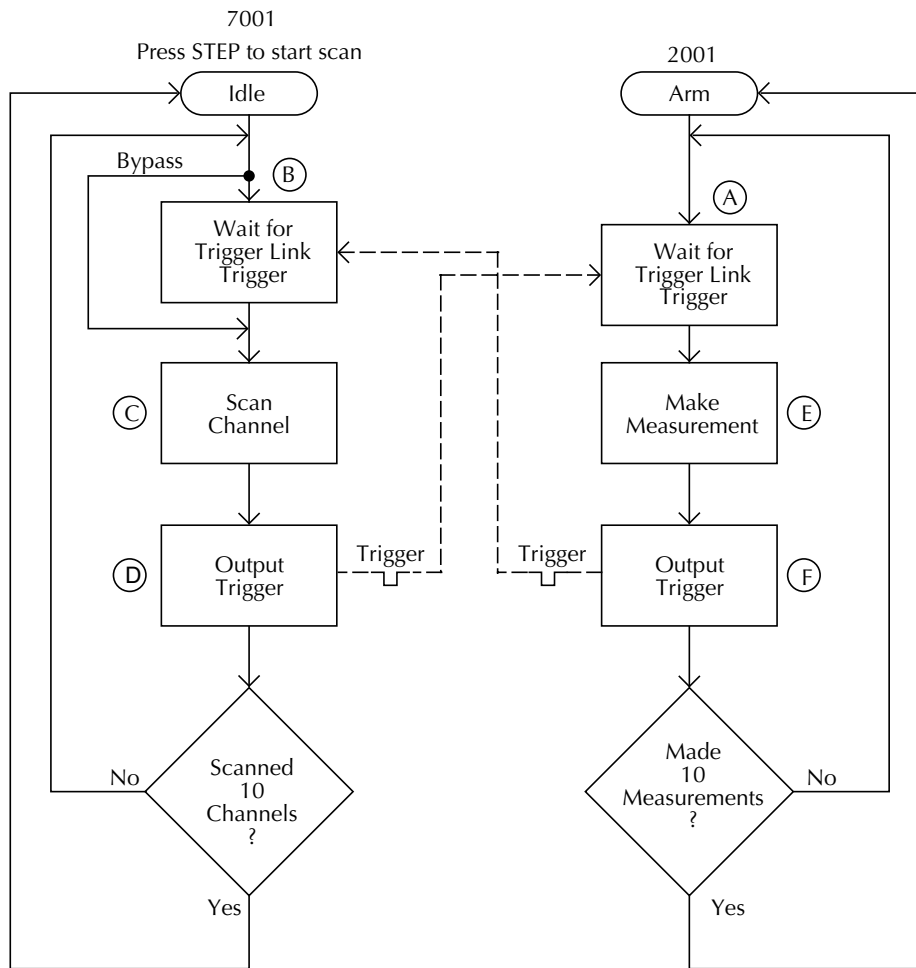 7001
Press STEP to start scan
Idle
Bypass
B
Wait for
Trigger Link
Trigger
C
Scan
Channel
D
Output
Trigger
Trigger
No
Scanned
10
Channels
?
Yes
2001
Arm
A
Wait for
Trigger Link
Trigger
Make
Measurement
E
Trigger
Output
Trigger
F
Made
10
Measurements
?
No
Yes